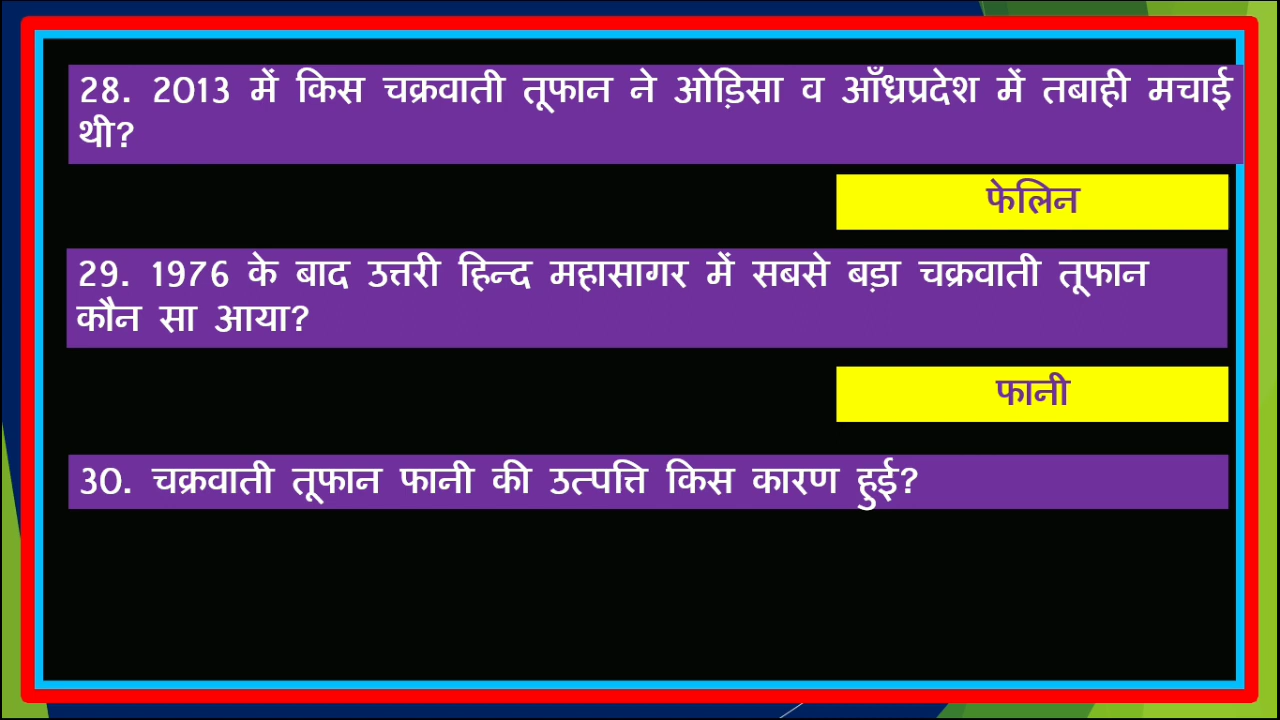 28. 2013 में किस चक्रवाती तूफान ने ओड़िसा व आँध्रप्रदेश में तबाही मचाई
थी?
फेलिन
29. 1976 के बाद उत्तरी हिन्द महासागर में सबसे बड़ा चक्रवाती तूफान
कौन सा आया?
फानी
30. चक्रवाती तूफान फानी की उत्पत्ति किस कारण हुई?